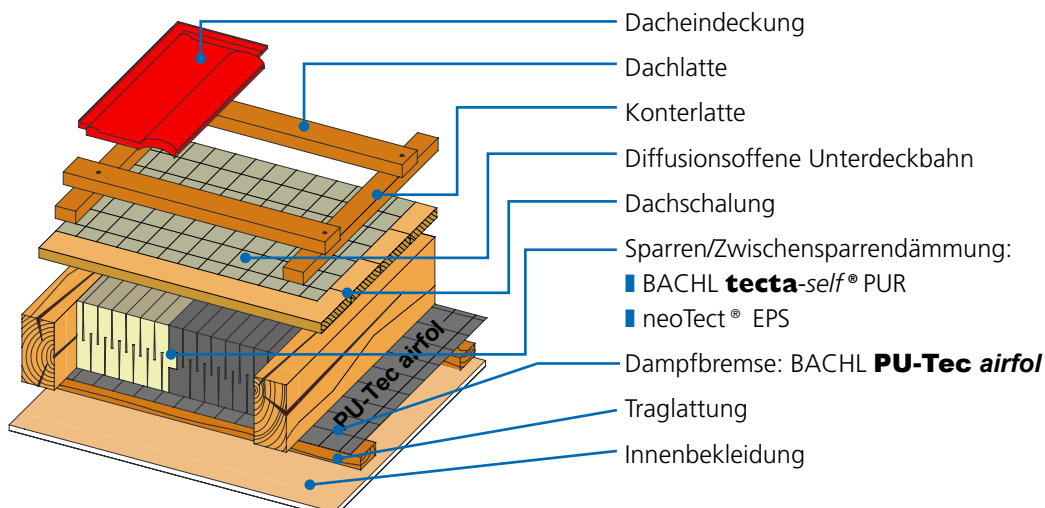 Dacheindeckung
Dachlatte
Konterlatte
Diffusionsoffene Unterdeckbahn
Dachschalung
Sparren/Zwischensparrendämmung:
BACHL tecta-self® PUR
neoTect® EPS
Dampfbremse: BACHL PU-Tec airfol
Traglattung
Innenbekleidung
PU-Tec airfol